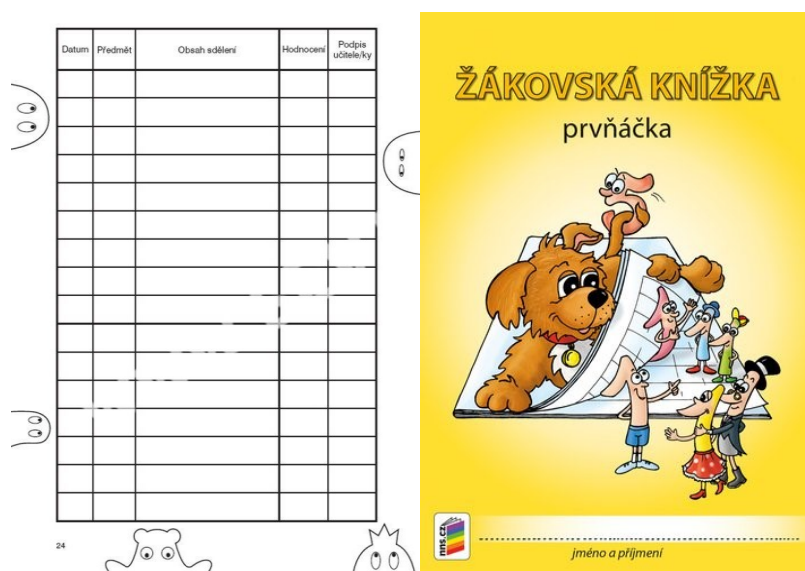 Datum Předmět Obsah sdělení Hodnocení Podpis
učitele/ky
24
ŽÁKOVSKÁ KNÍŽKA
prvňáčka
nns.cz
jméno a příjmení